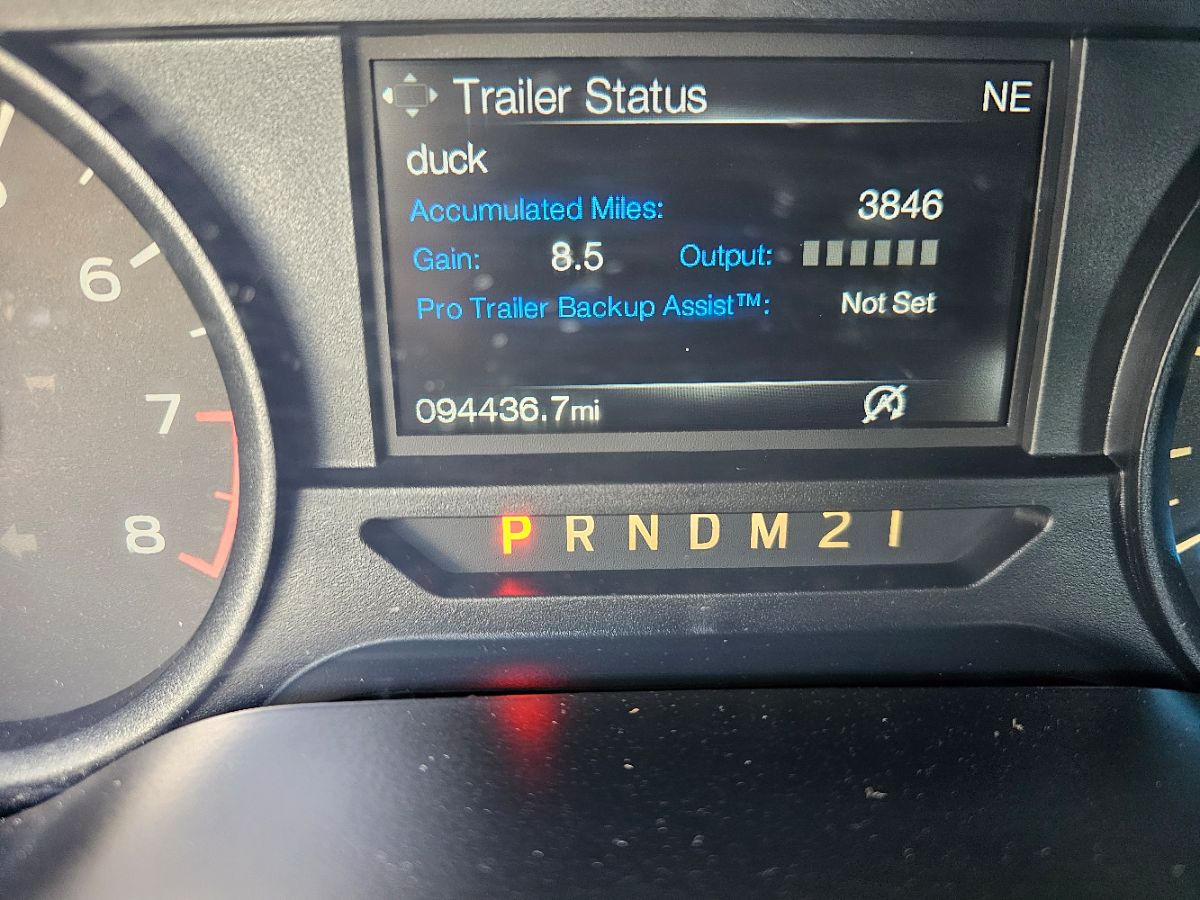 Trailer Status NE
duck
Accumulated Miles: 3846
Gain: 8.5 Output:
Pro Trailer Backup Assist™: Not Set
094436.7mi
6
7
8
P R N D M 2 1